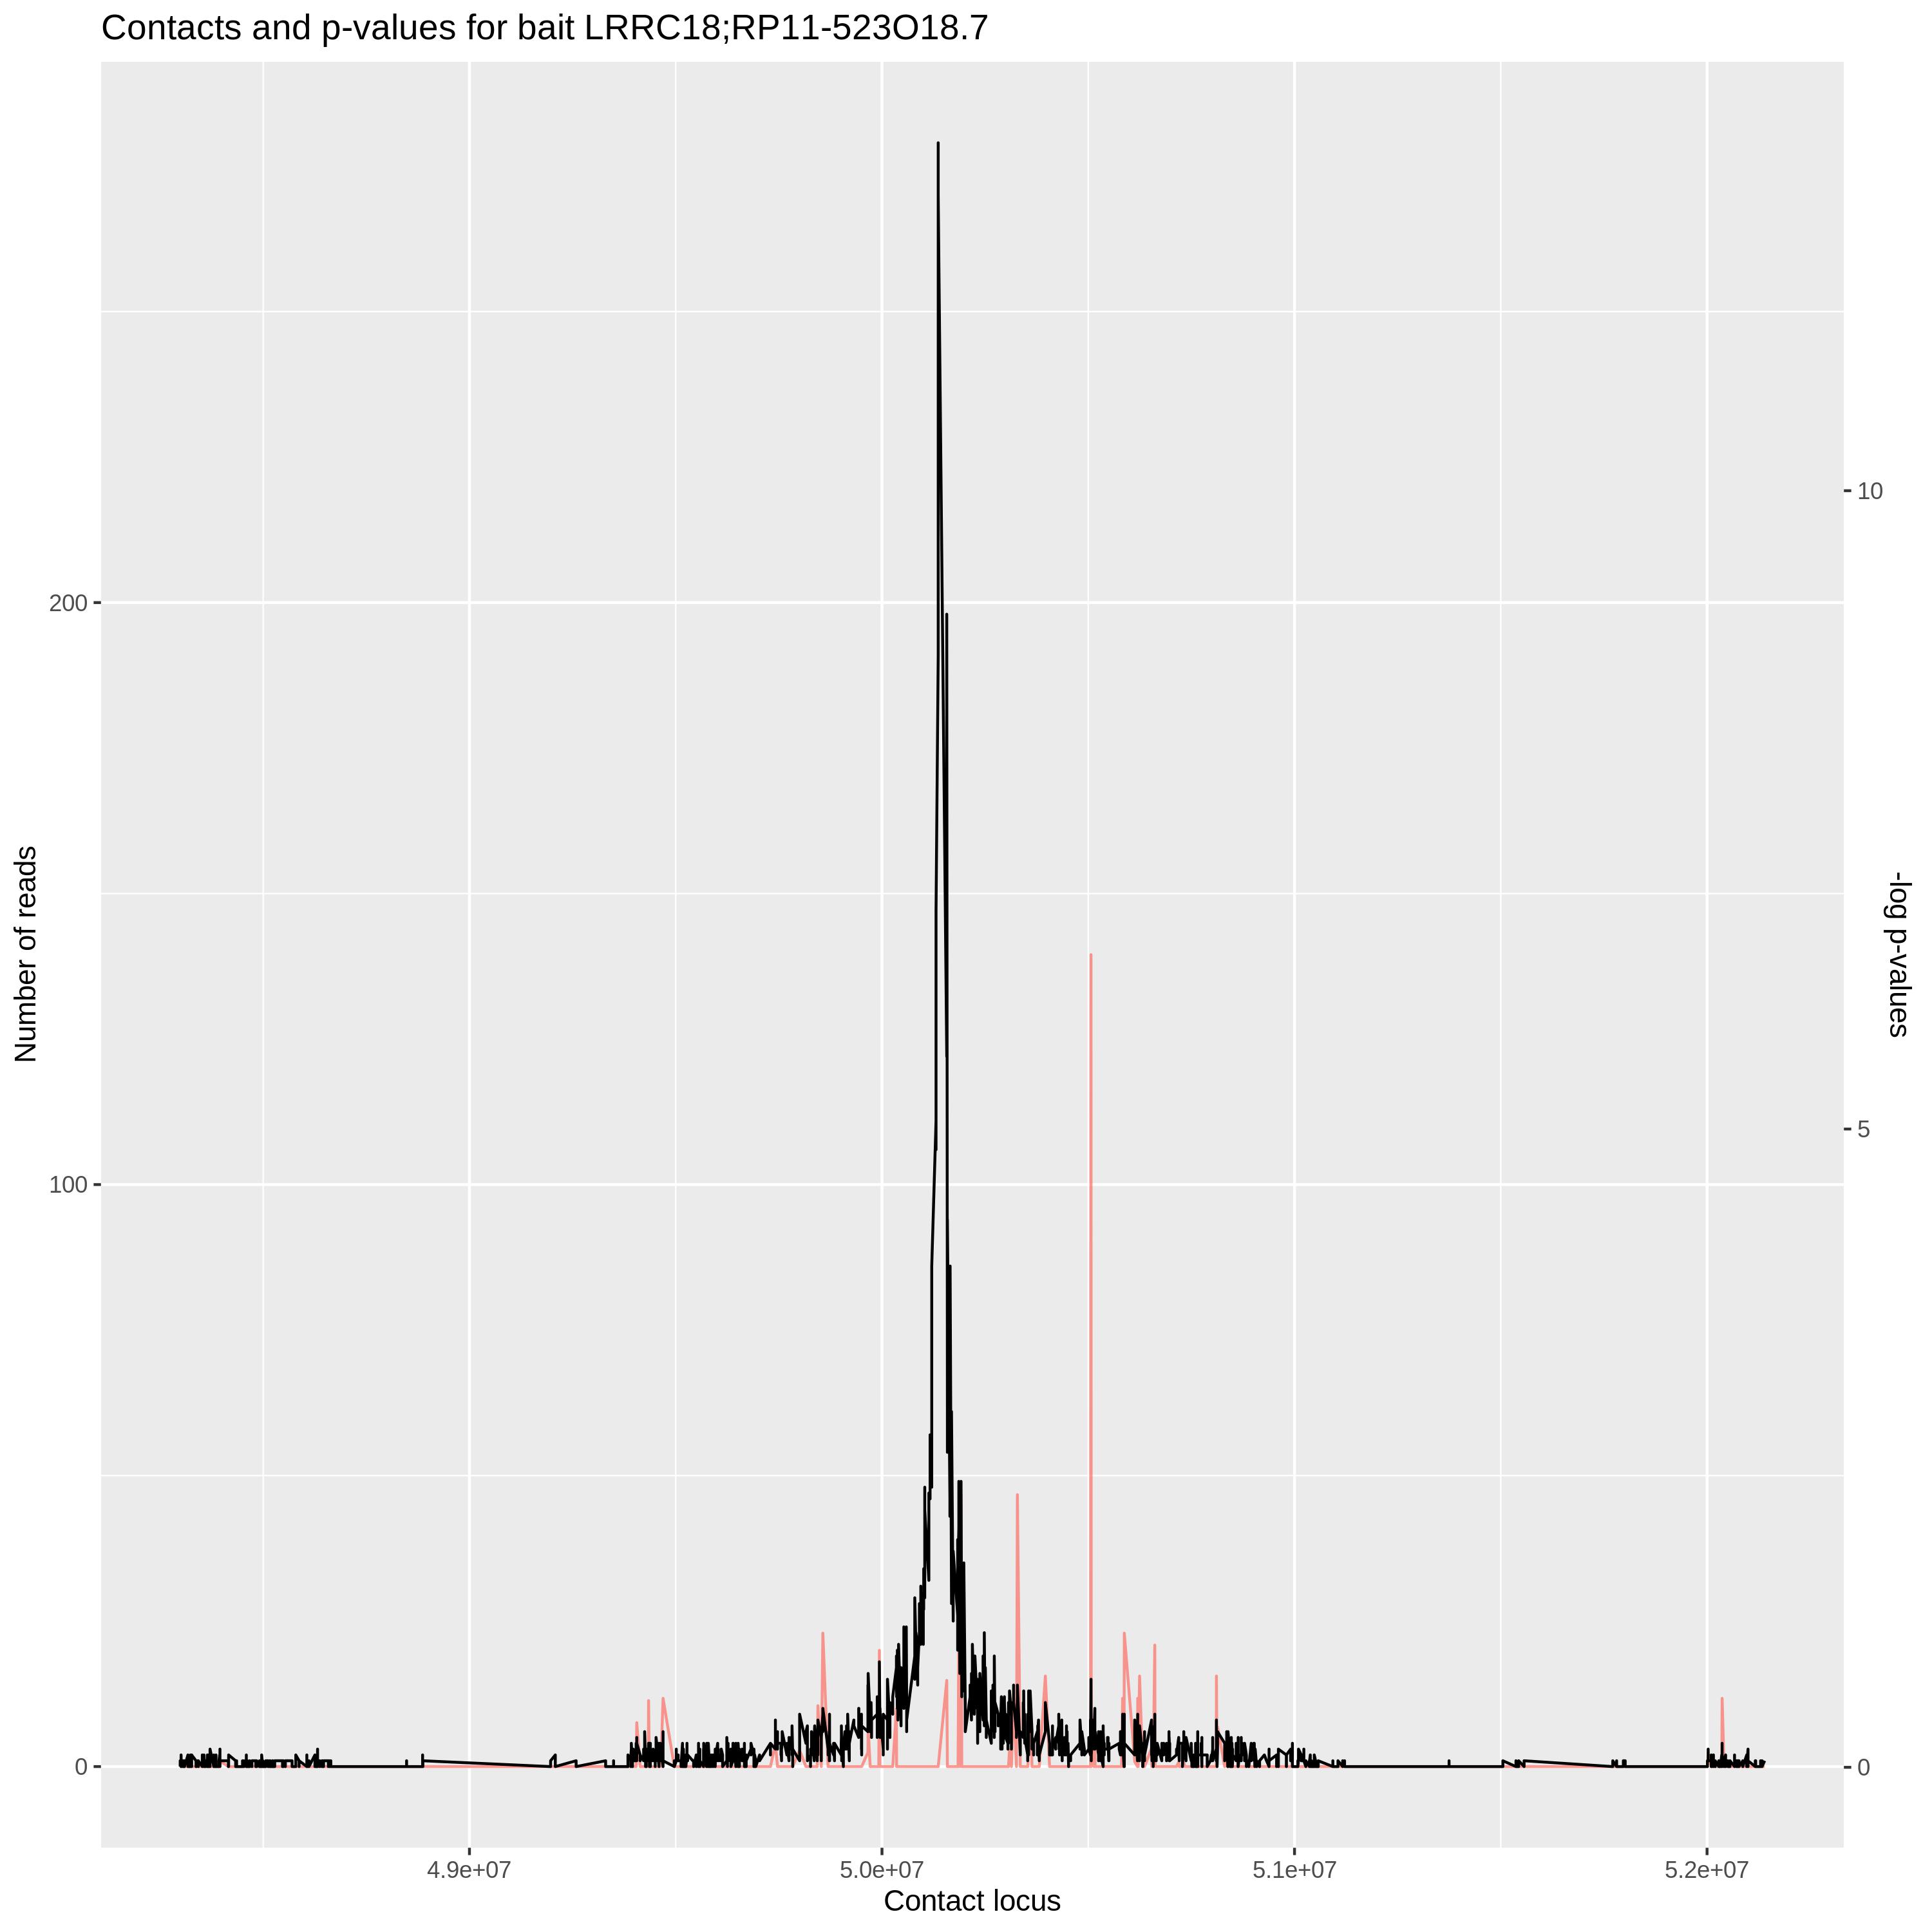 Contacts and p-values for bait LRRC18;RP11-523O18.7
200
100
0
Number of reads
10
5
0
-log p-values
4.9e+07 5.0e+07 5.1e+07 5.2e+07
Contact locus